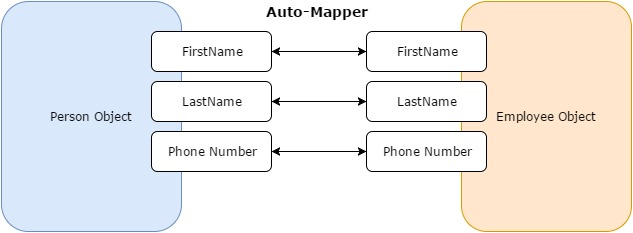 Auto-Mapper
FirstName
FirstName
LastName
LastName
Person Object
Employee Object
Phone Number
Phone Number